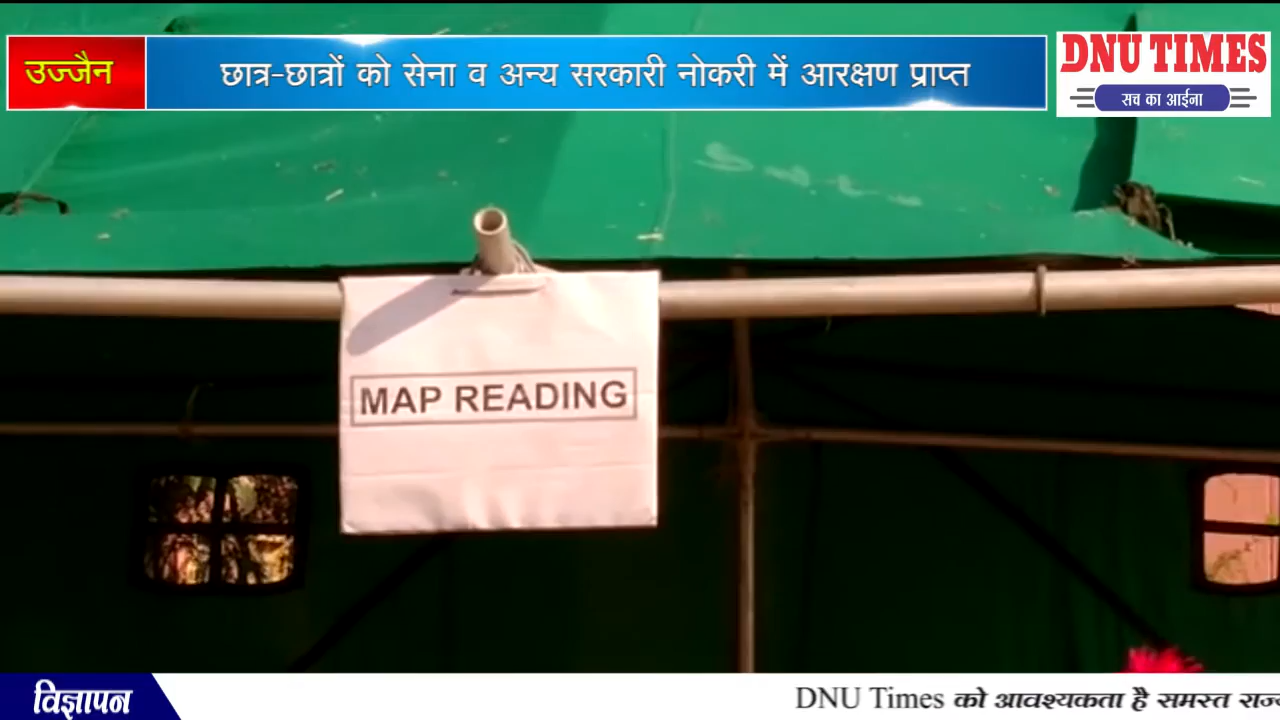 उज्जैन
छात्र-छात्रों को सेना व अन्य सरकारी नोकरी में आरक्षण प्राप्त
DNU TIMES
सच का आईना
MAP READING
विज्ञापन
DNU Times को आवश्यकता है समस्त